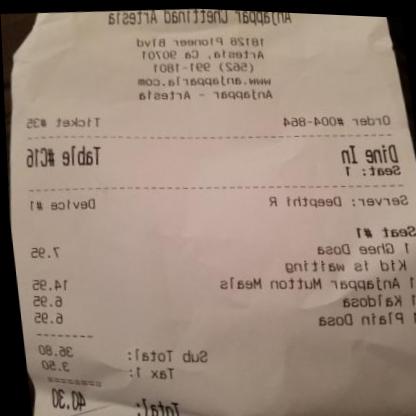 Anjappar Chettinad Artesia
18128 Pioneer Blvd
Artesia, Ca 90701
(562) 991-1801
www.anjapparla.com
Anjappar - Artesia
Order #004-864 Ticket #35
Dine In Table #C16
Seat: 1
Server: Deepthi R Device #1
Seat #1
1 Ghee Dosa 7.95
Kid is waiting
1 Anjappar Mutton Meals 14.95
1 Kaldosa 6.95
1 Plain Dosa 6.95
Sub Total: 36.80
Tax 1: 3.50
Total: 40.30